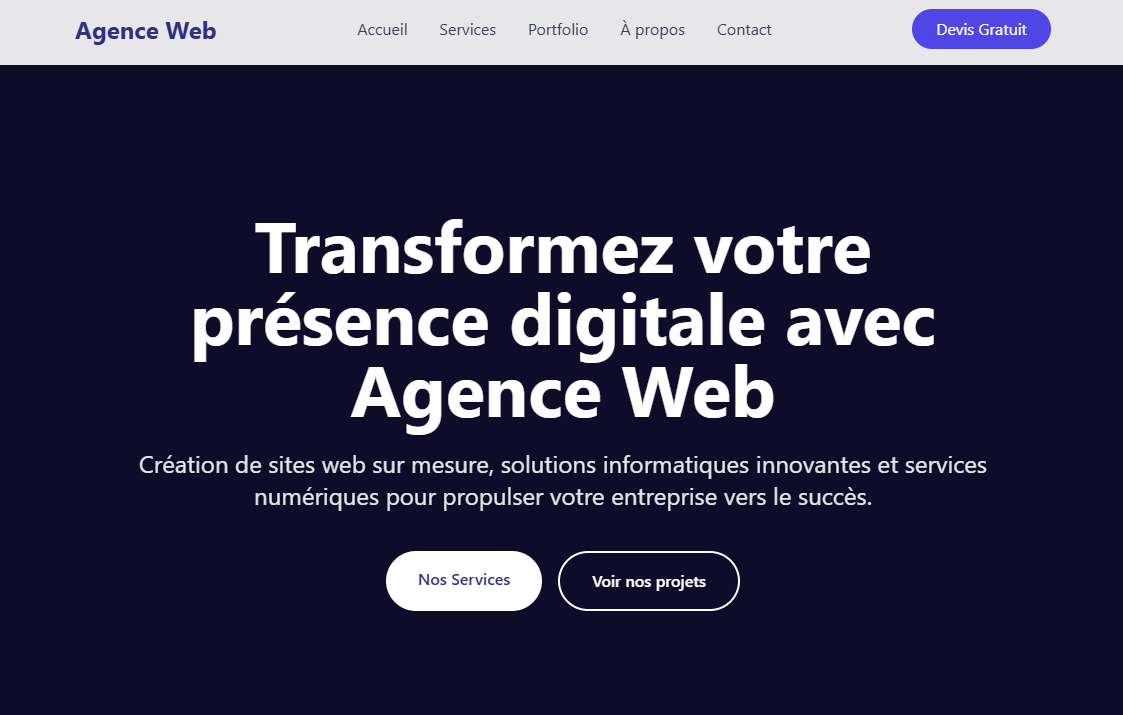 Agence Web
Accueil
Services
Portfolio
À propos
Contact
Devis Gratuit
Transformez votre
présence digitale avec
Agence Web
Création de sites web sur mesure, solutions informatiques innovantes et services
numériques pour propulser votre entreprise vers le succès.
Nos Services
Voir nos projets